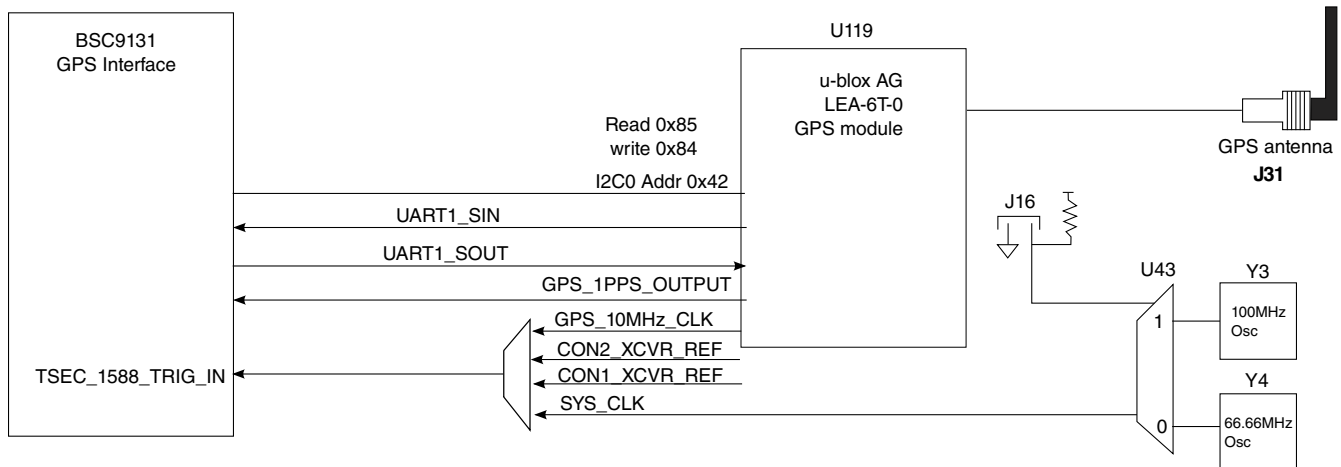 BSC9131
GPS Interface
U119
u-blox AG
LEA-6T-0
GPS module
GPS antenna
J31
Read 0x85
write 0x84
I2C0 Addr 0x42
UART1_SIN
UART1_SOUT
GPS_1PPS_OUTPUT
GPS_10MHz_CLK
CON2_XCVR_REF
CON1_XCVR_REF
SYS_CLK
TSEC_1588_TRIG_IN
J16
U43
1
0
Y3
100MHz
Osc
Y4
66.66MHz
Osc